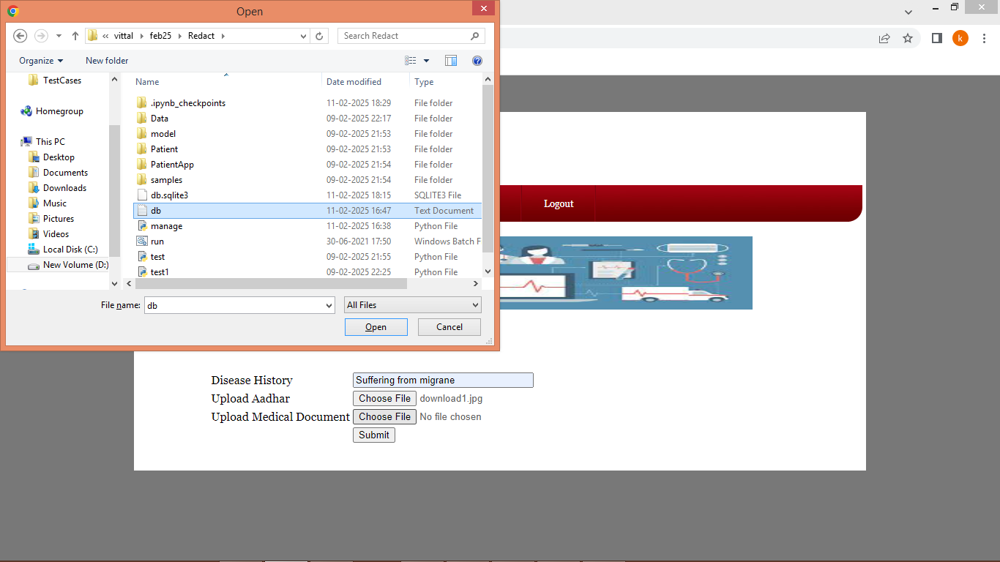 Open
« vittal feb25 Redact
Search Redact
Organize New folder
TestCases
Homegroup
This PC
Desktop
Documents
Downloads
Music
Pictures
Videos
Local Disk (C:)
New Volume (D:)
Name Date modified Type
.ipynb_checkpoints 11-02-2025 18:29 File folder
Data 09-02-2025 22:17 File folder
model 09-02-2025 21:53 File folder
Patient 09-02-2025 21:53 File folder
PatientApp 09-02-2025 21:54 File folder
samples 09-02-2025 21:54 File folder
db.sqlite3 11-02-2025 18:15 SQLITE3 File
db 11-02-2025 16:47 Text Document
manage 11-02-2025 16:38 Python File
run 30-06-2021 17:50 Windows Batch F
test 09-02-2025 21:55 Python File
test1 09-02-2025 22:25 Python File
File name: db All Files
Open Cancel
k
Logout
Disease History Suffering from migrane
Upload Aadhar Choose File download1.jpg
Upload Medical Document Choose File No file chosen
Submit